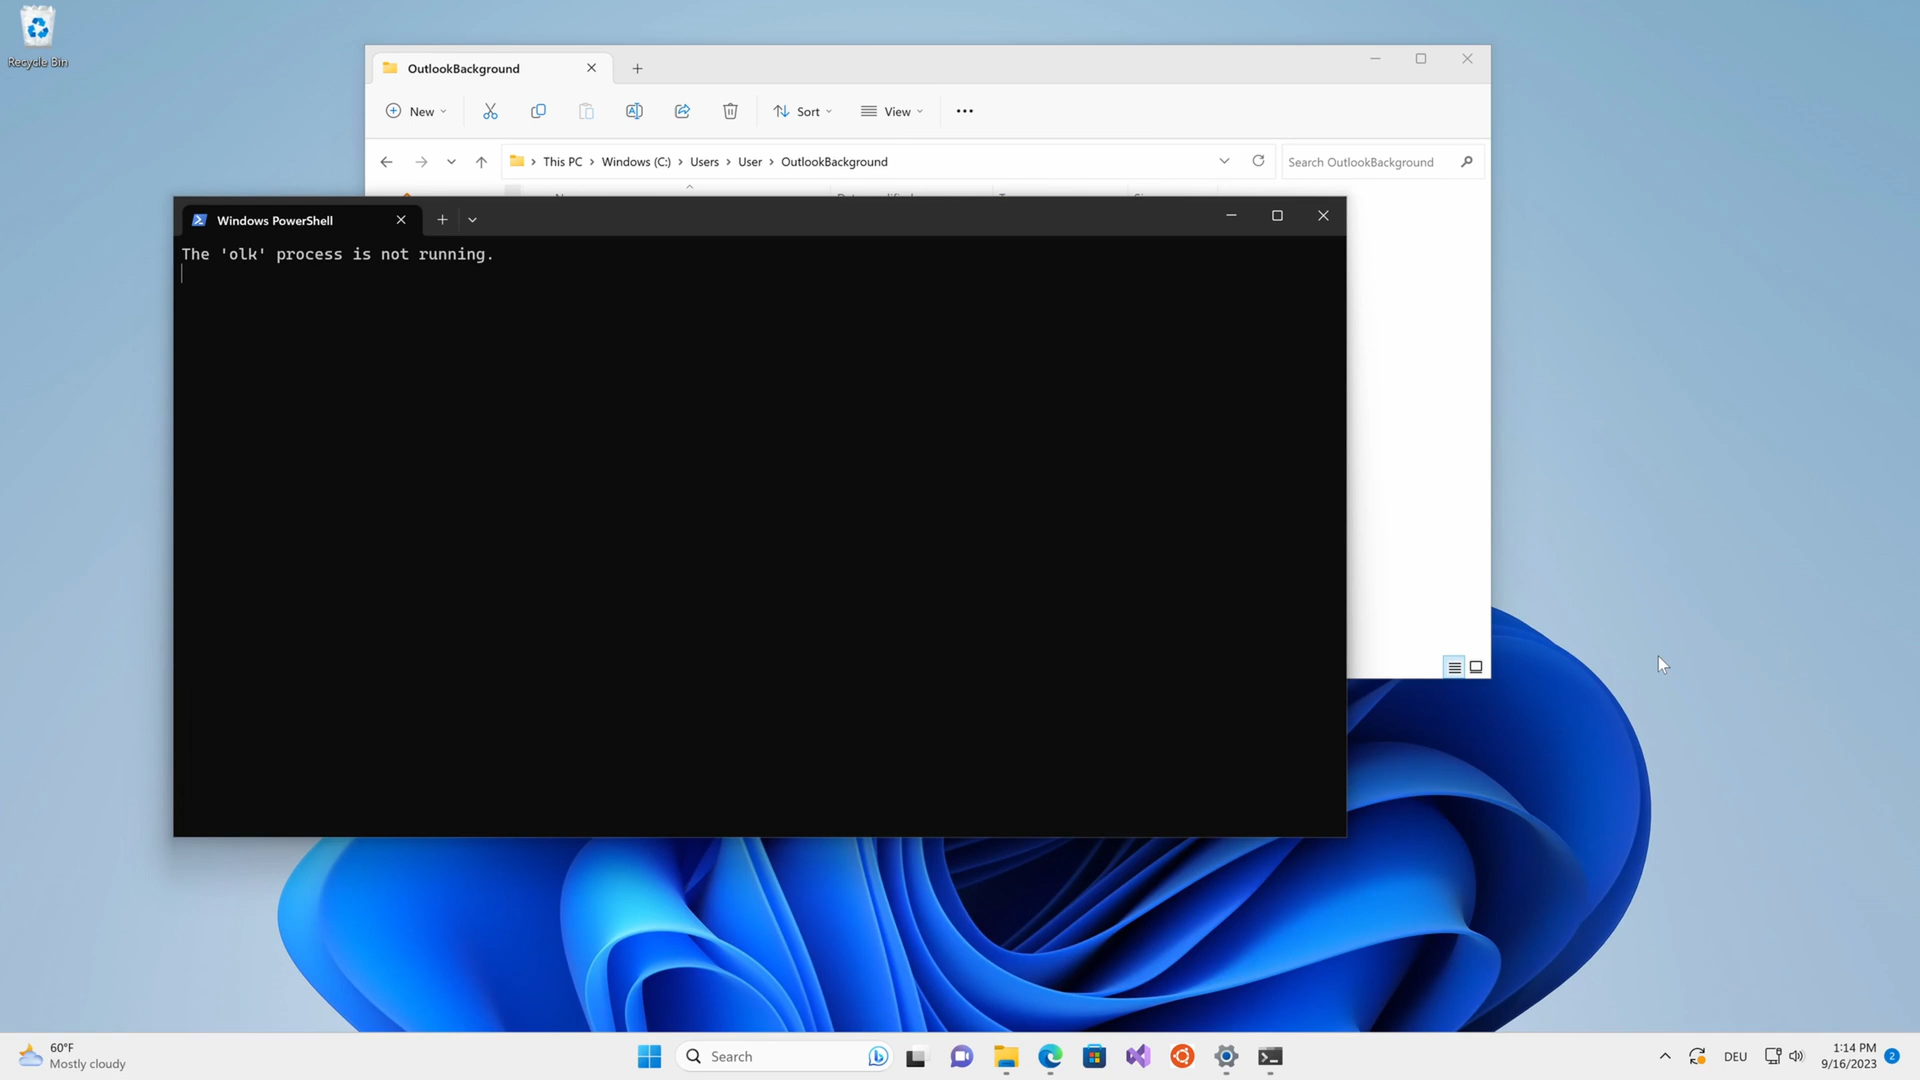 Recycle Bin
OutlookBackground
New
Sort
View
This PC > Windows (C:) > Users > User > OutlookBackground
Search OutlookBackground
Windows PowerShell
The 'olk' process is not running.
60°F
Mostly cloudy
Search
DEU
1:14 PM
9/16/2023
2